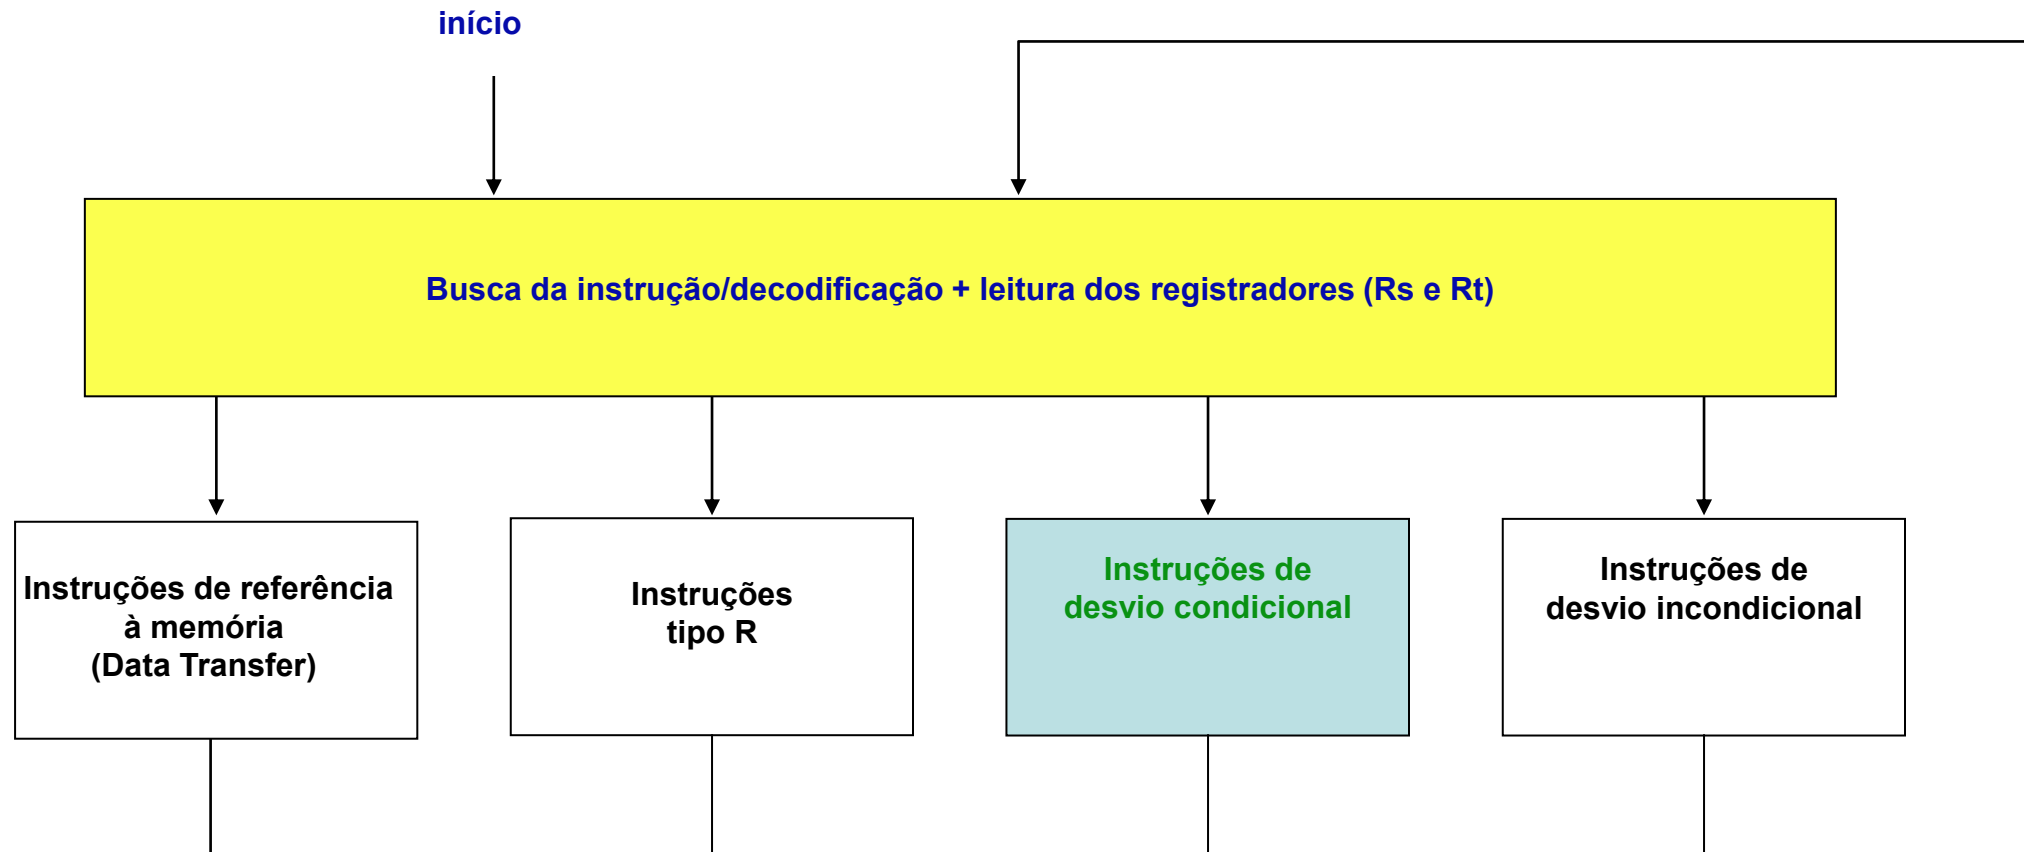 início
Busca da instrução/decodificação + leitura dos registradores (Rs e Rt)
Instruções de referência
à memória
(Data Transfer)
Instruções
tipo R
Instruções de
desvio condicional
Instruções de
desvio incondicional